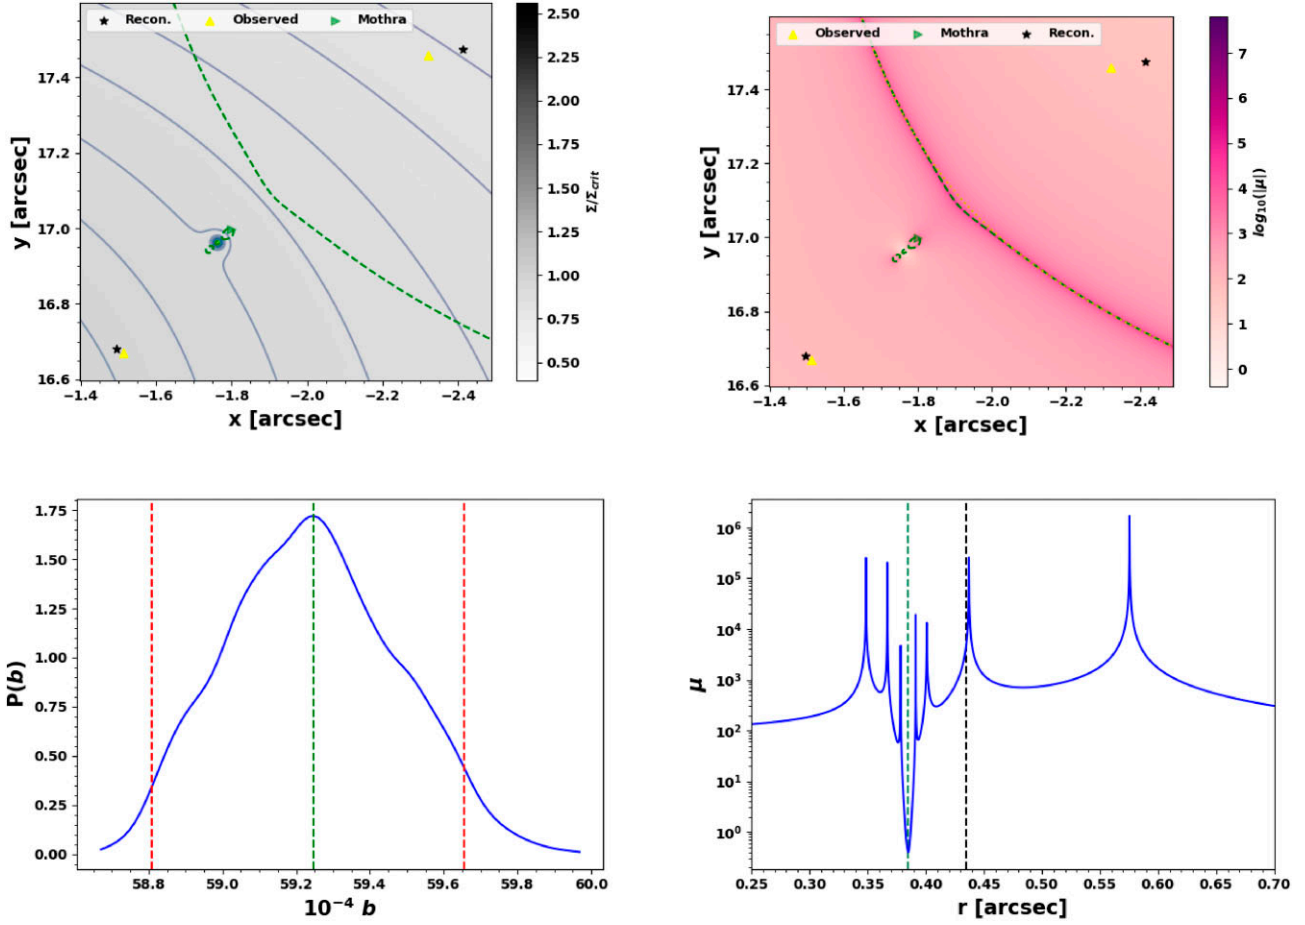 Recon. Observed Mothra
2.50
2.25
2.00
1.75
1.50
1.25
1.00
0.75
0.50
Σ/Σcrit
17.4
17.2
17.0
16.8
16.6
y [arcsec]
−1.4 −1.6 −1.8 −2.0 −2.2 −2.4
x [arcsec]
Observed Mothra Recon.
7
6
5
4
3
2
1
0
log10(|μ|)
17.4
17.2
17.0
16.8
16.6
y [arcsec]
−1.4 −1.6 −1.8 −2.0 −2.2 −2.4
x [arcsec]
1.75
1.50
1.25
1.00
0.75
0.50
0.25
0.00
P(b)
58.8 59.0 59.2 59.4 59.6 59.8 60.0
10⁻⁴ b
10⁶
10⁵
10⁴
10³
10²
10¹
10⁰
μ
0.25 0.30 0.35 0.40 0.45 0.50 0.55 0.60 0.65 0.70
r [arcsec]